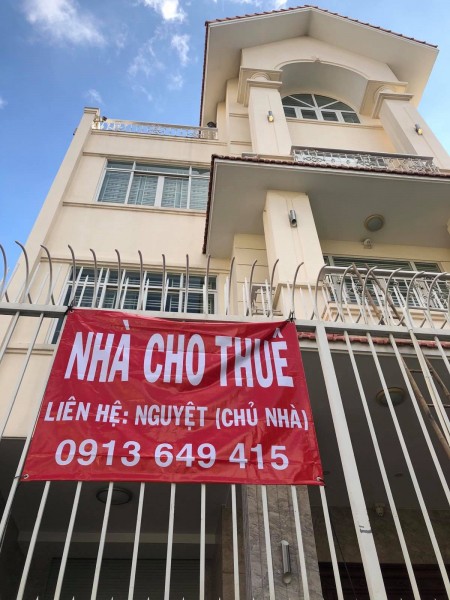 NHÀ CHO THUÊ
LIÊN HỆ: NGUYỆT (CHỦ NHÀ)
0913 649 415